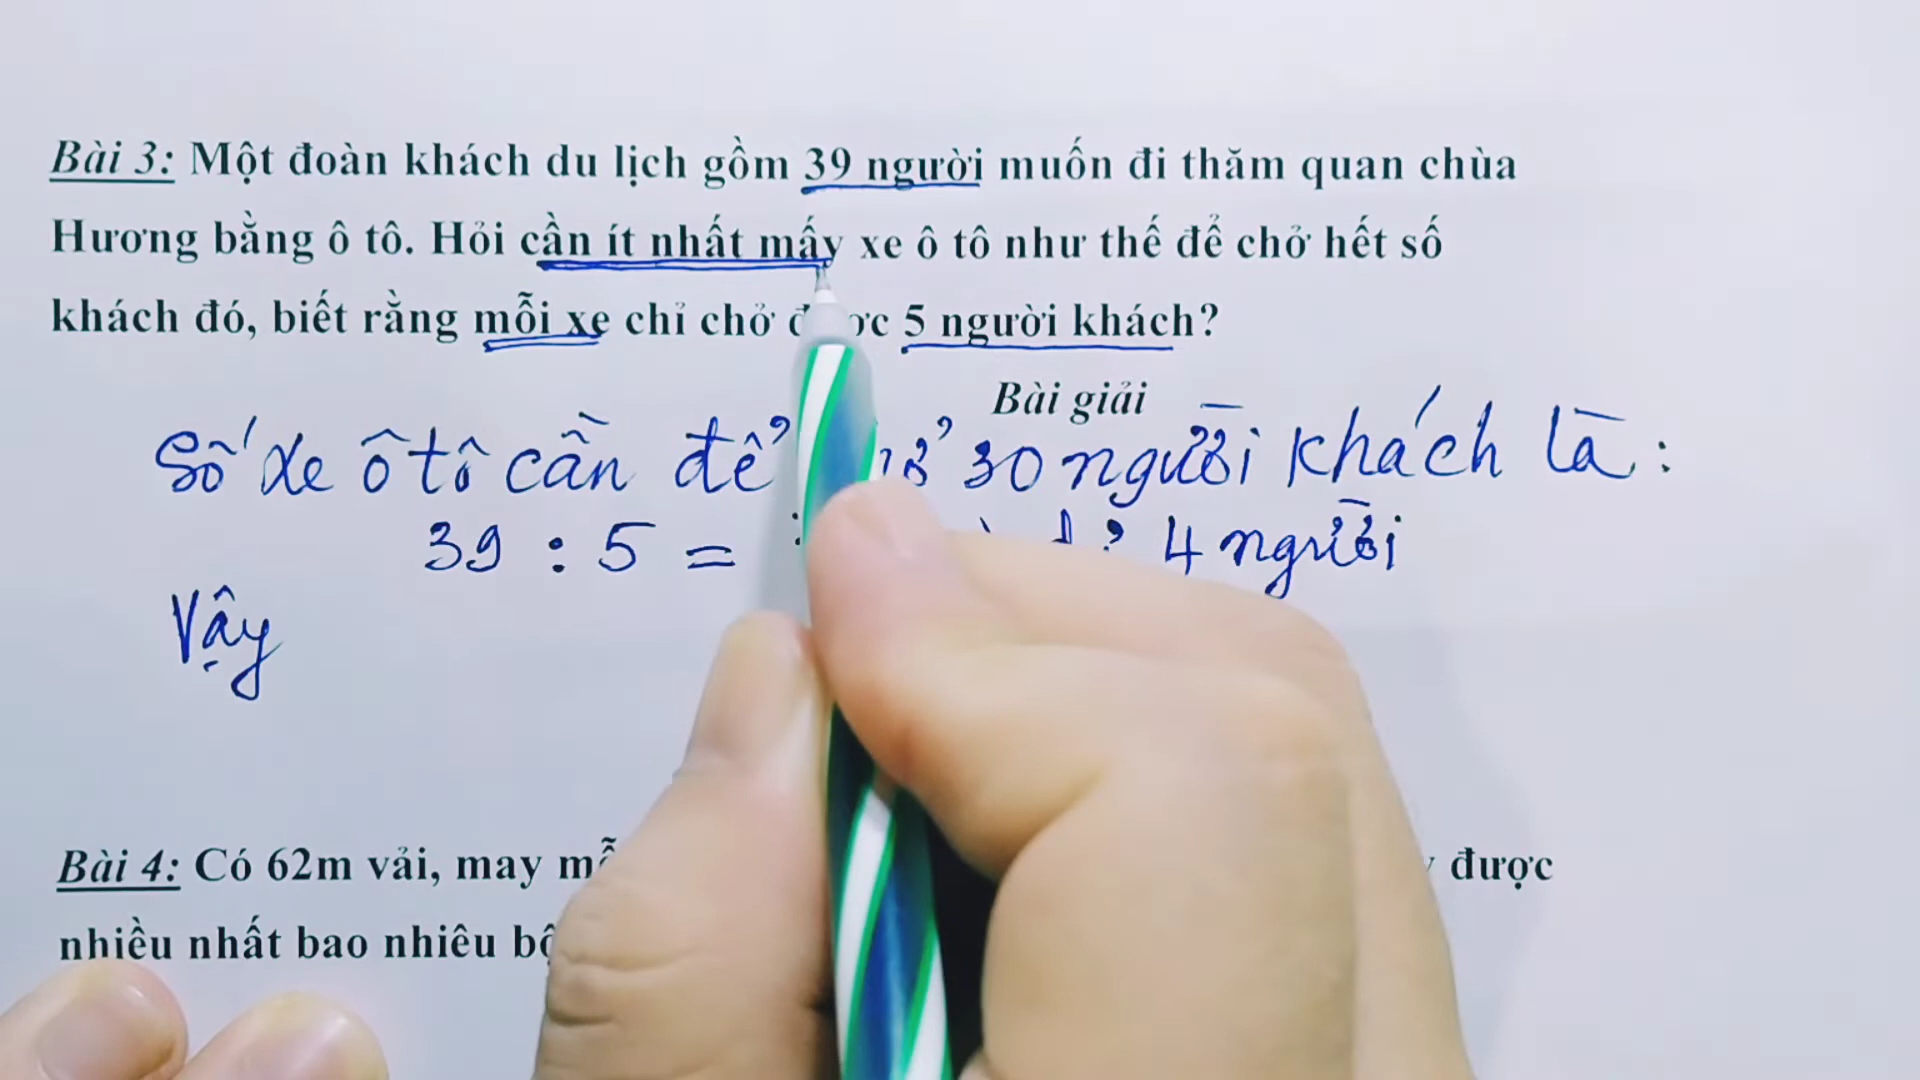 Bài 3: Một đoàn khách du lịch gồm 39 người muốn đi thăm quan chùa
Hương bằng ô tô. Hỏi cần ít nhất mấy xe ô tô như thế để chở hết số
khách đó, biết rằng mỗi xe chỉ chở 5 người khách?
Bài giải
Số xe ô tô cần để 30 người khách là:
39 : 5 = 4 người
Vậy
Bài 4: Có 62m vải, may được
nhiều nhất bao nhiêu